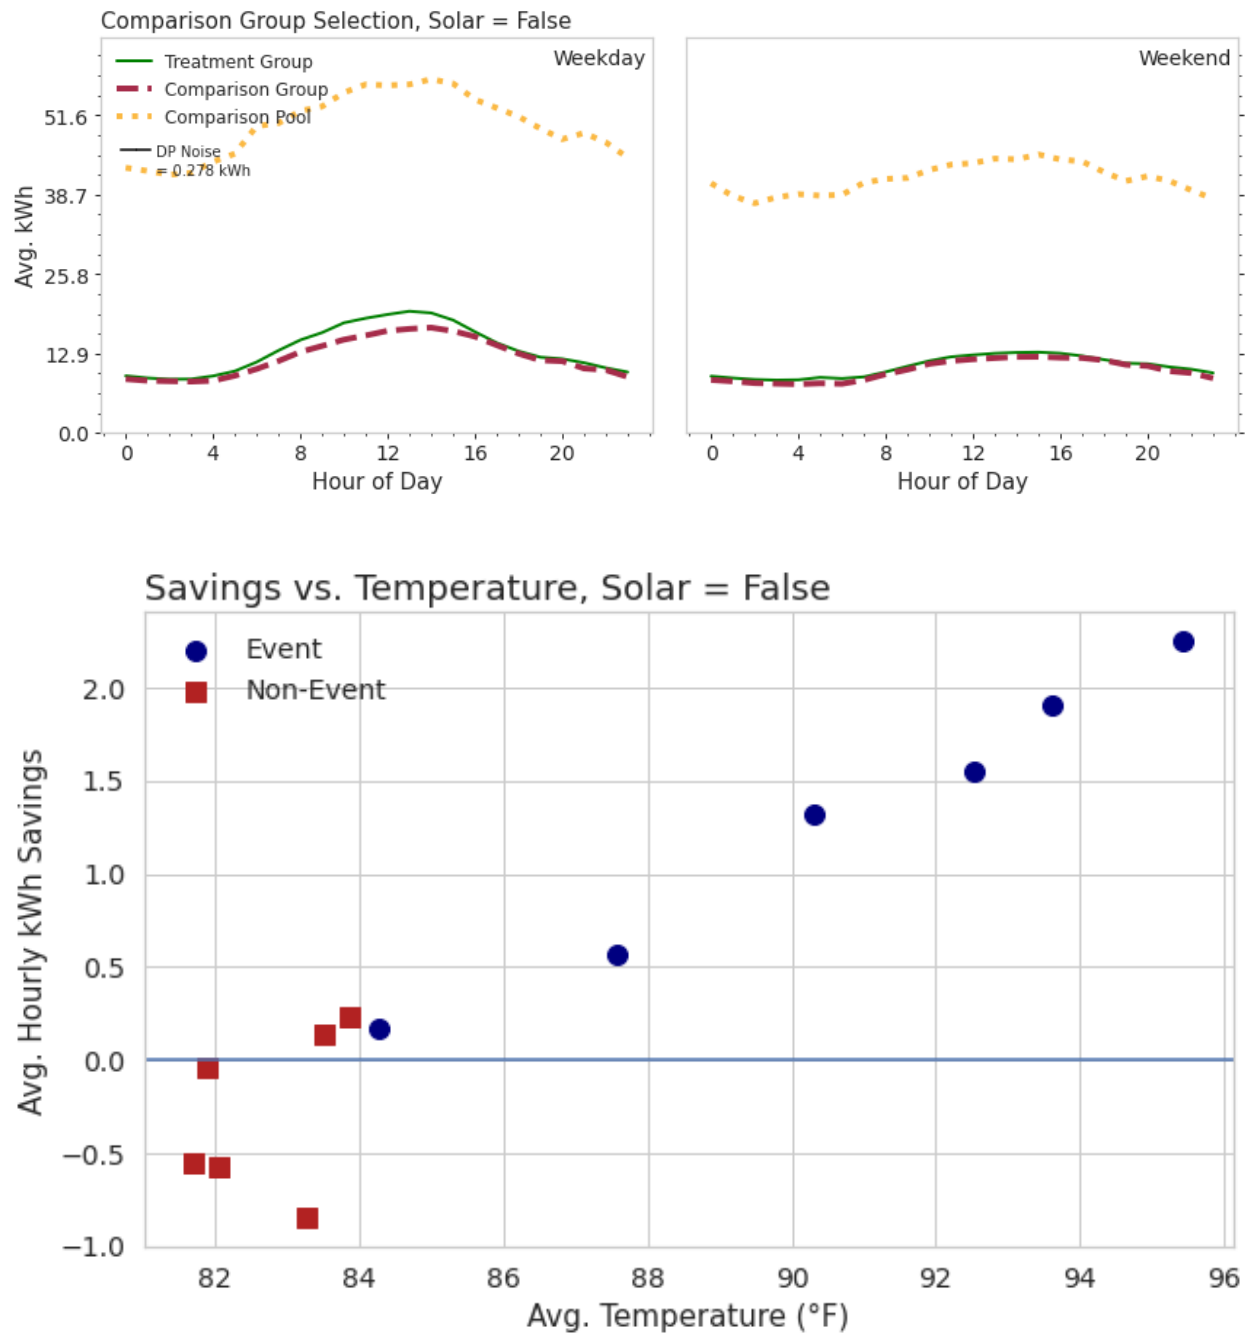 Comparison Group Selection, Solar = False
Treatment Group
Comparison Group
Comparison Pool
DP Noise
= 0.278 kWh
Weekday
Weekend
Avg. kWh
51.6
38.7
25.8
12.9
0.0
0 4 8 12 16 20
0 4 8 12 16 20
Hour of Day
Hour of Day
Savings vs. Temperature, Solar = False
Event
Non-Event
Avg. Hourly kWh Savings
2.0
1.5
1.0
0.5
0.0
−0.5
−1.0
82 84 86 88 90 92 94 96
Avg. Temperature (°F)